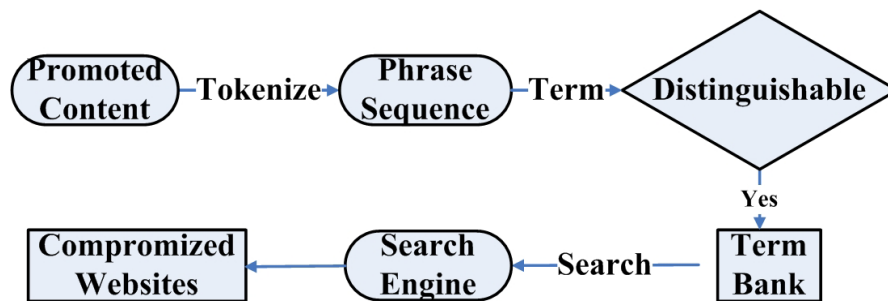 Promoted
Content
Tokenize
Phrase
Sequence
Term
Distinguishable
Yes
Term
Bank
Search
Search
Engine
Compromized
Websites